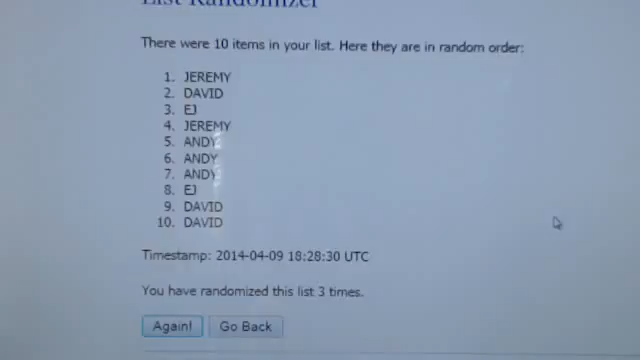 List Randomizer
There were 10 items in your list. Here they are in random order:
1. JEREMY
2. DAVID
3. EJ
4. JEREMY
5. ANDY
6. ANDY
7. ANDY
8. EJ
9. DAVID
10. DAVID
Timestamp: 2014-04-09 18:28:30 UTC
You have randomized this list 3 times.
Again! Go Back